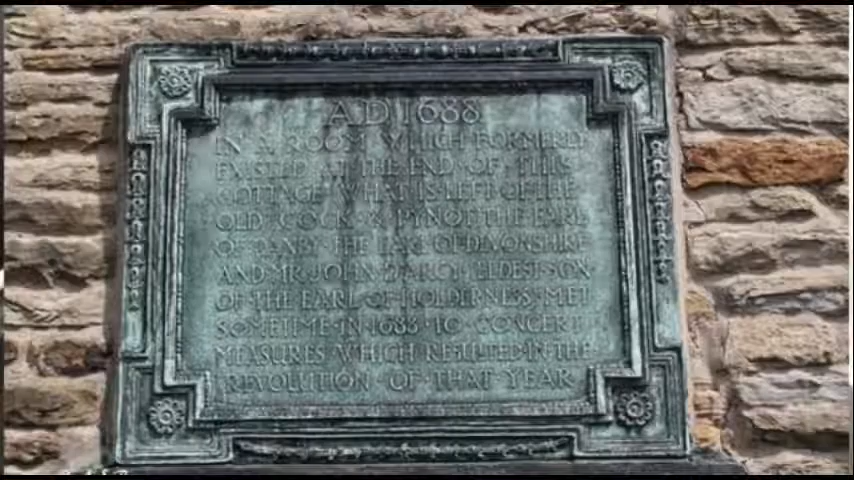 A·D·1688
IN·A·ROOM·WHICH·FORMERLY
EXISTED·AT·THE·END·OF·THIS
COTTAGE·WHAT·IS·LEFT·OF·THE
OLD·COCK·&·PYNOT·THE·EARL
OF·DANBY·THE·EARL·OF·DEVONSHIRE
AND·MR·JOHN·D'ARCY·ELDEST·SON
OF·THE·EARL·OF·HOLDERNESS·MET
SOMETIME·IN·1688·TO·CONCERT
MEASURES·WHICH·RESULTED·IN·THE
REVOLUTION·OF·THAT·YEAR